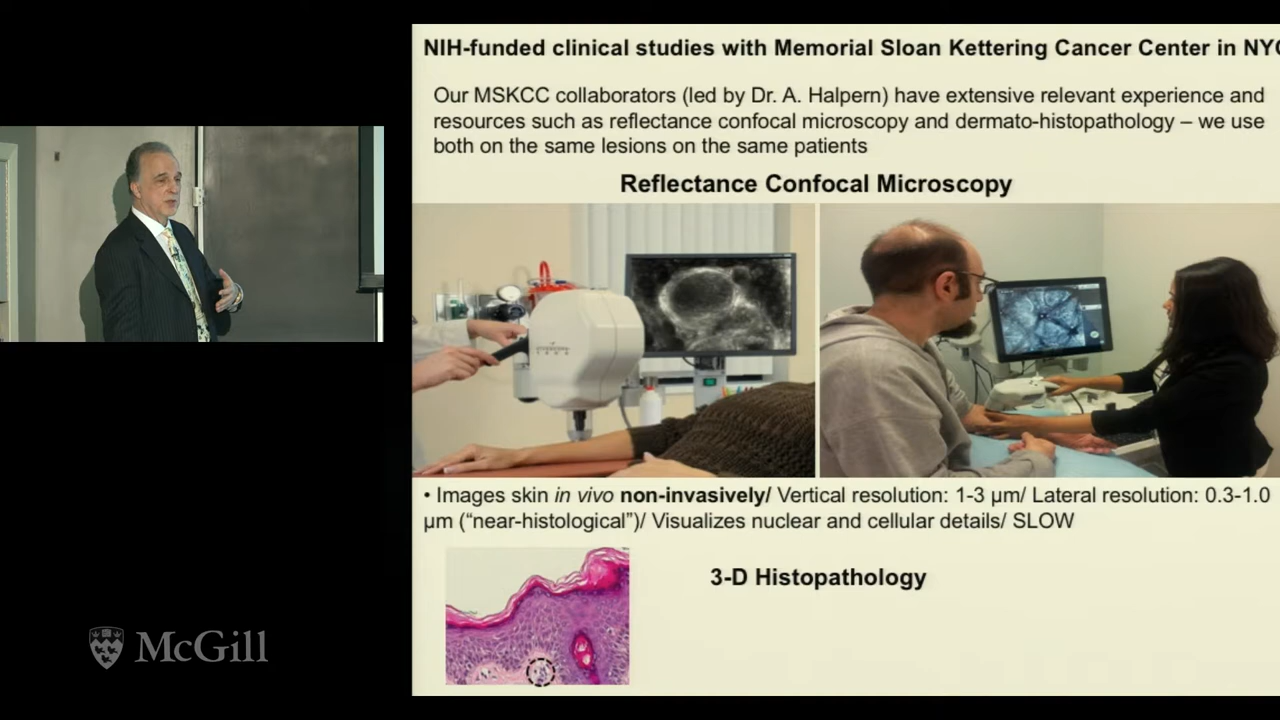 NIH-funded clinical studies with Memorial Sloan Kettering Cancer Center in NYC
Our MSKCC collaborators (led by Dr. A. Halpern) have extensive relevant experience and
resources such as reflectance confocal microscopy and dermato-histopathology – we use
both on the same lesions on the same patients
Reflectance Confocal Microscopy
• Images skin in vivo non-invasively/ Vertical resolution: 1-3 µm/ Lateral resolution: 0.3-1.0
µm (“near-histological”)/ Visualizes nuclear and cellular details/ SLOW
3-D Histopathology
McGill